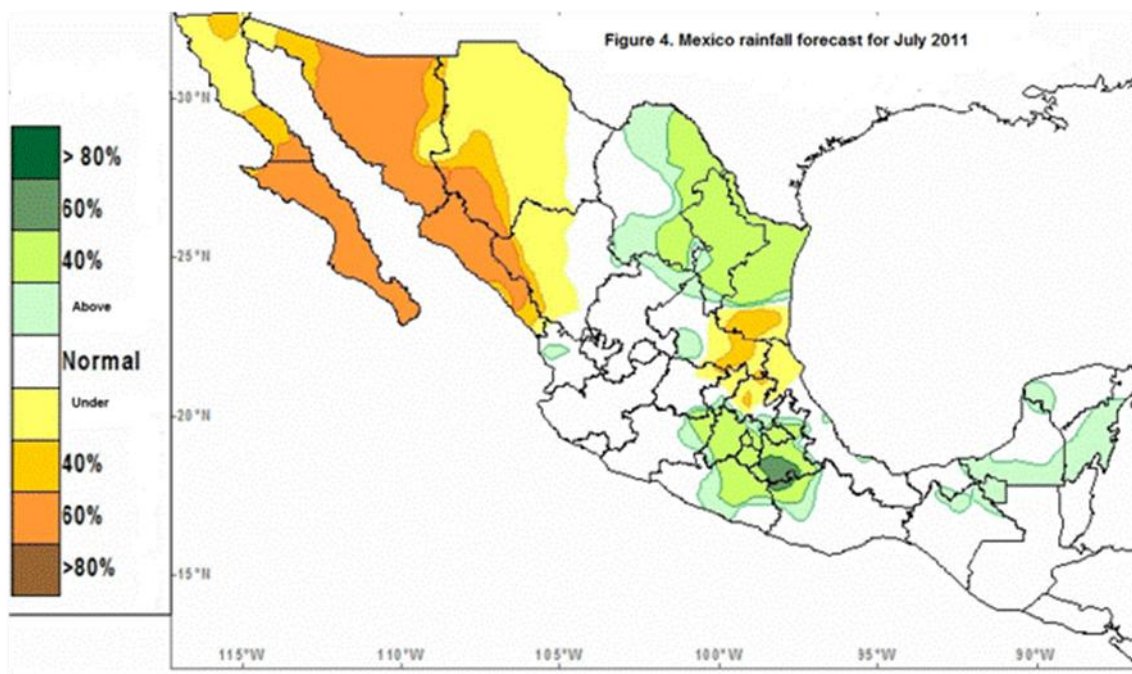 Figure 4. Mexico rainfall forecast for July 2011
> 80%
60%
40%
Above
Normal
Under
40%
60%
>80%
30°N
25°N
20°N
15°N
115°W
110°W
105°W
100°W
95°W
90°W